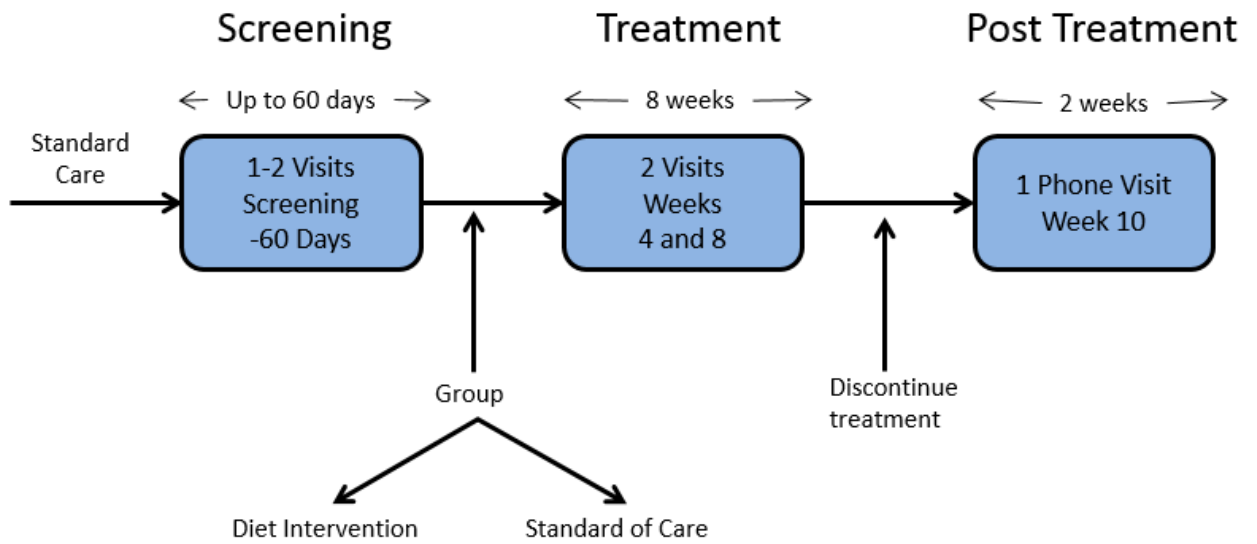 Screening
Treatment
Post Treatment
Up to 60 days
8 weeks
2 weeks
Standard
Care
1-2 Visits
Screening
-60 Days
2 Visits
Weeks
4 and 8
1 Phone Visit
Week 10
Group
Discontinue
treatment
Diet Intervention
Standard of Care